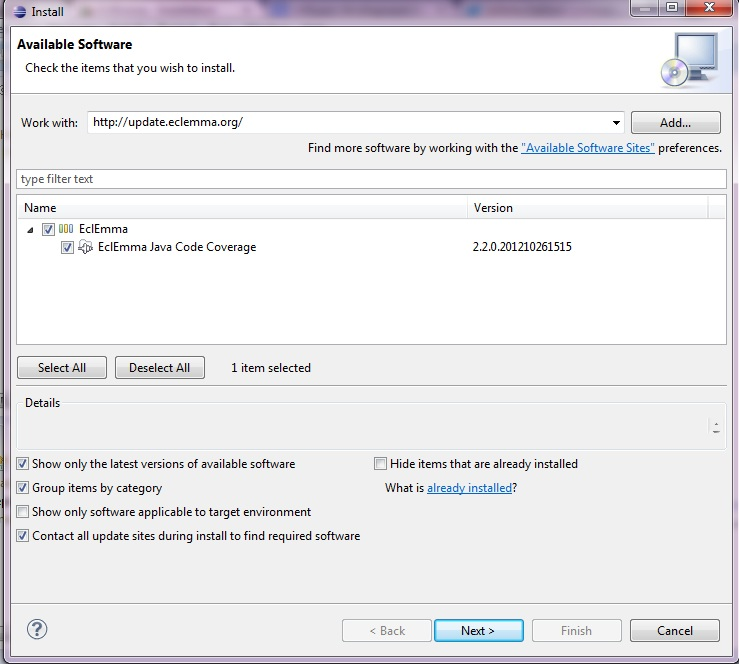 Install
Available Software
Check the items that you wish to install.
Work with: http://update.eclemma.org/ Add...
Find more software by working with the "Available Software Sites" preferences.
type filter text
Name Version
EclEmma
EclEmma Java Code Coverage 2.2.0.201210261515
Select All Deselect All 1 item selected
Details
Show only the latest versions of available software Hide items that are already installed
Group items by category What is already installed?
Show only software applicable to target environment
Contact all update sites during install to find required software
? < Back Next > Finish Cancel